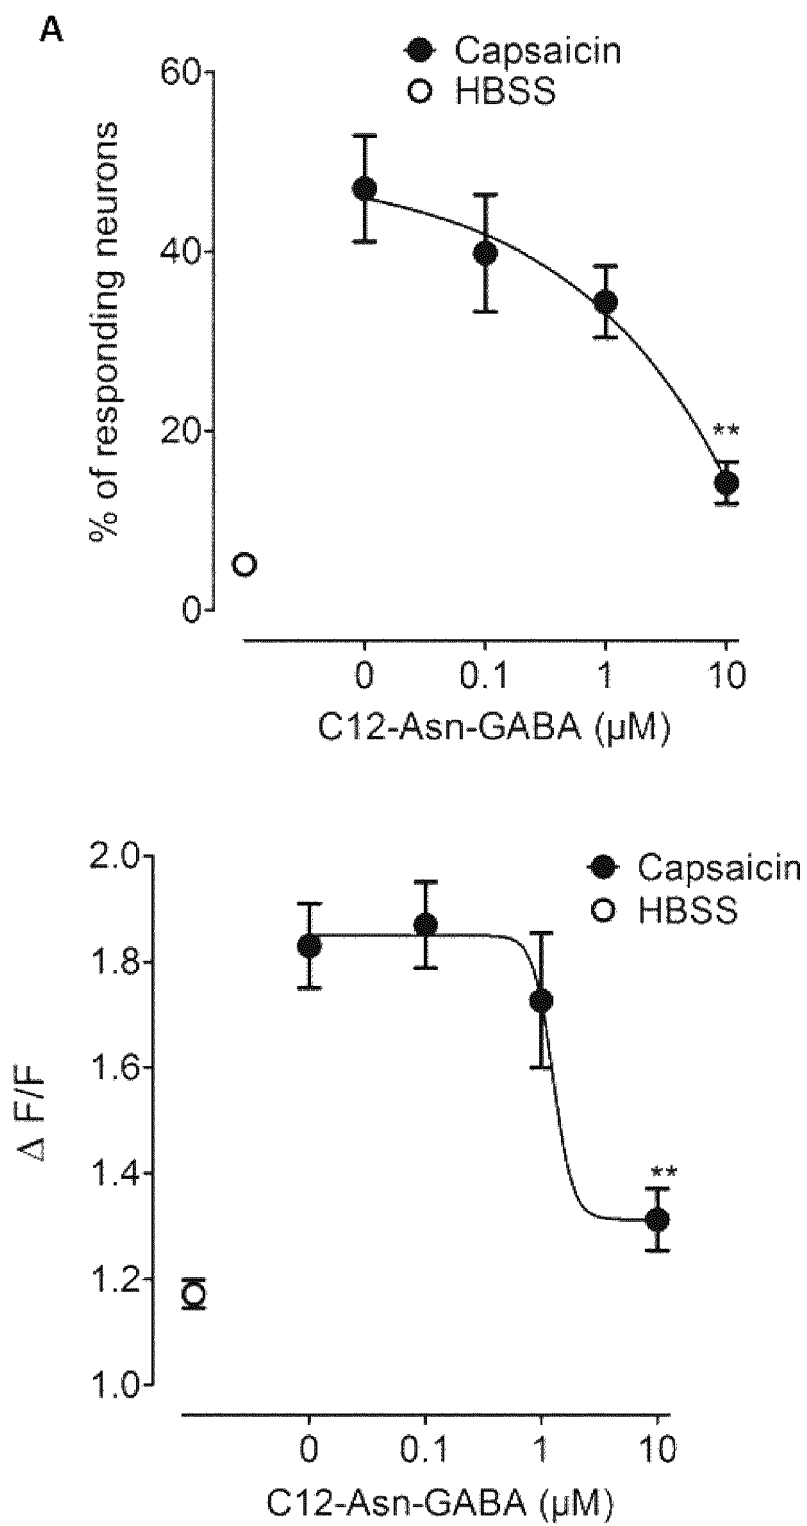 A
Capsaicin
HBSS
60
40
20
0
% of responding neurons
**
0 0.1 1 10
C12-Asn-GABA (µM)
Capsaicin
HBSS
2.0
1.8
1.6
1.4
1.2
1.0
Δ F/F
**
0 0.1 1 10
C12-Asn-GABA (µM)